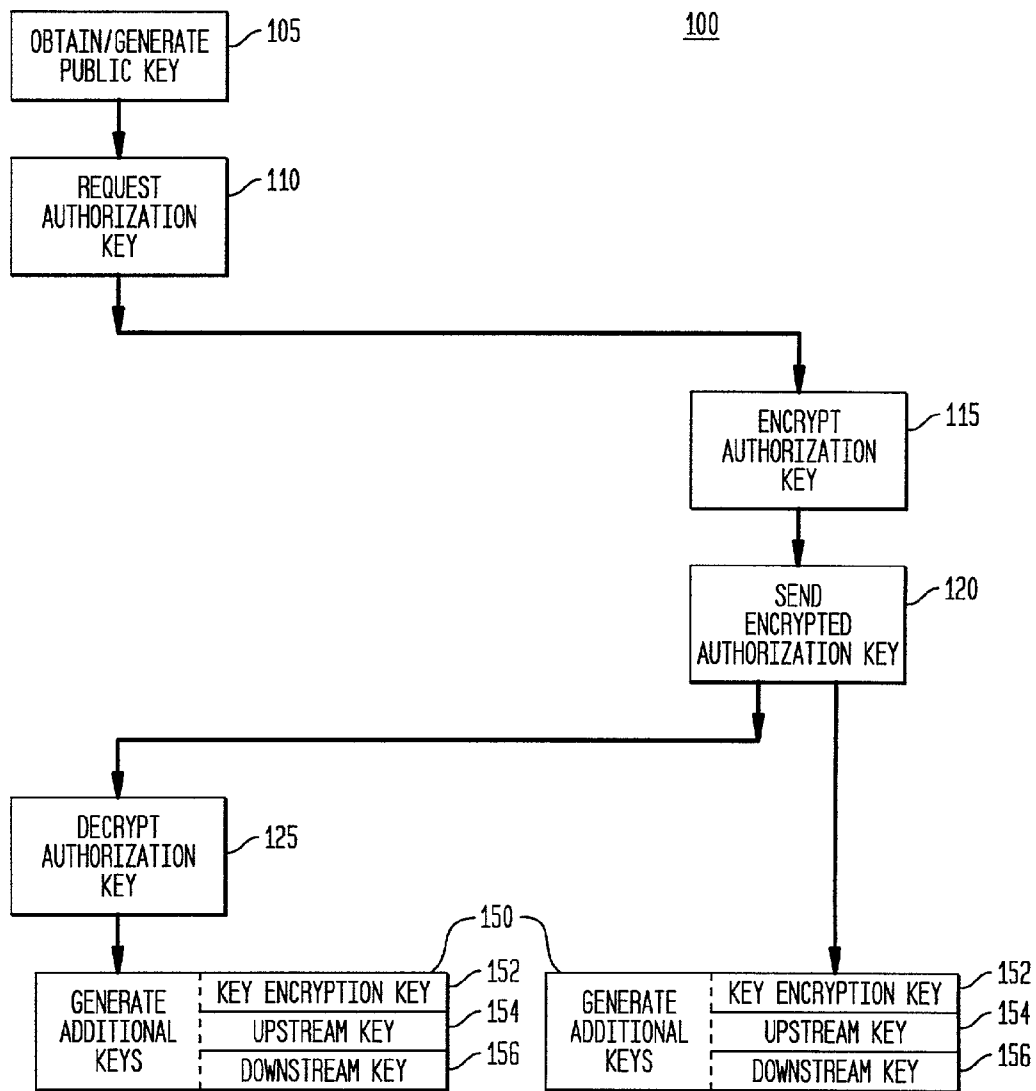 100
OBTAIN/GENERATE
PUBLIC KEY
105
REQUEST
AUTHORIZATION
KEY
110
ENCRYPT
AUTHORIZATION
KEY
115
SEND
ENCRYPTED
AUTHORIZATION KEY
120
DECRYPT
AUTHORIZATION
KEY
125
150
GENERATE
ADDITIONAL
KEYS
KEY ENCRYPTION KEY
152
UPSTREAM KEY
154
DOWNSTREAM KEY
156
GENERATE
ADDITIONAL
KEYS
KEY ENCRYPTION KEY
152
UPSTREAM KEY
154
DOWNSTREAM KEY
156